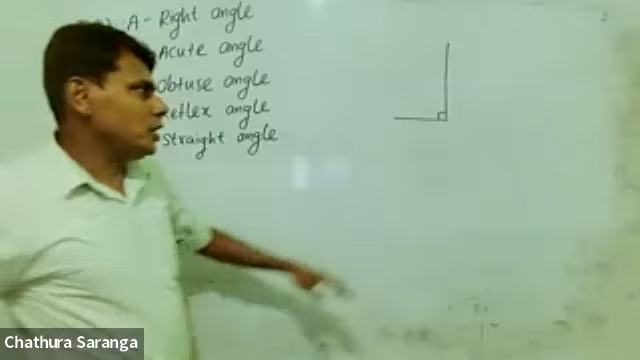 A - Right angle
Acute angle
Obtuse angle
Reflex angle
Straight angle
Chathura Saranga